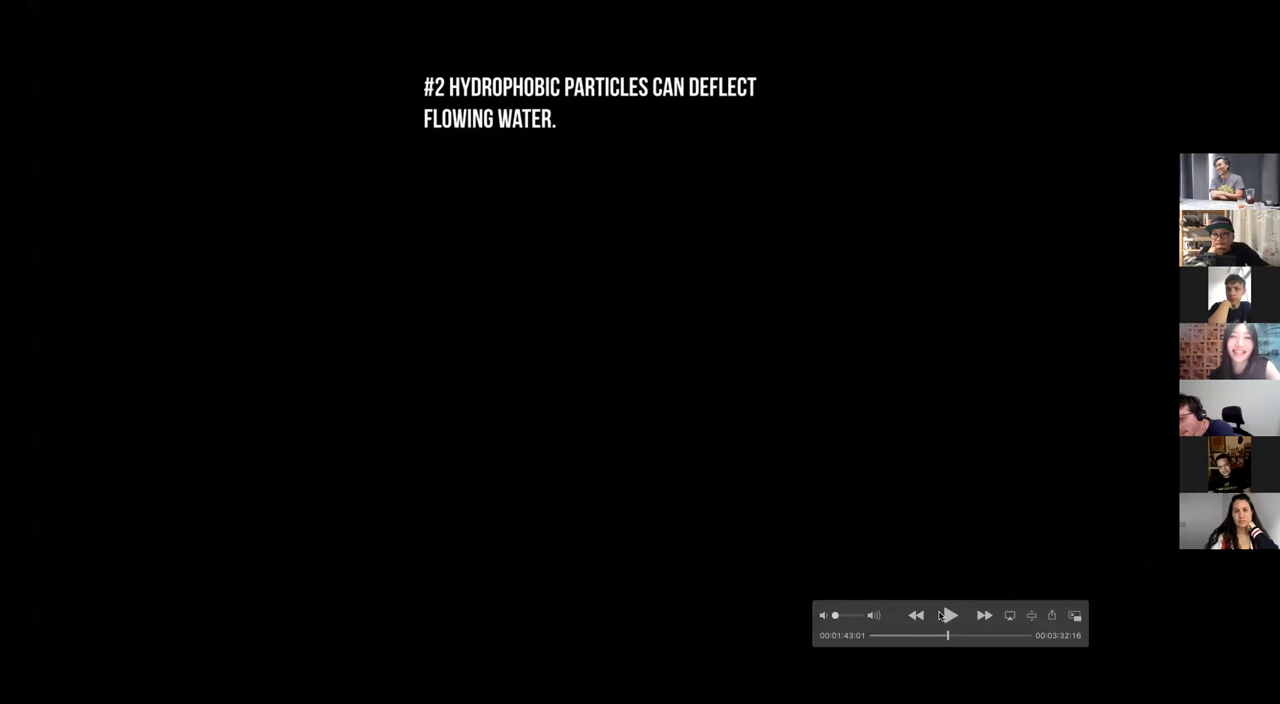 #2 HYDROPHOBIC PARTICLES CAN DEFLECT
FLOWING WATER.
00:01:43:01
00:03:32:16